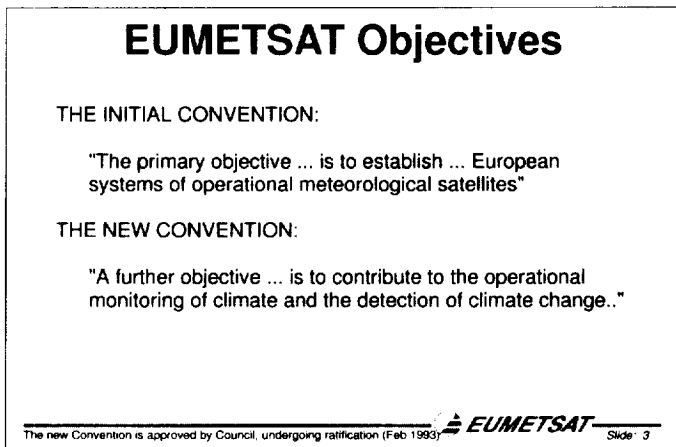 EUMETSAT Objectives
THE INITIAL CONVENTION:
"The primary objective ... is to establish ... European
systems of operational meteorological satellites"
THE NEW CONVENTION:
"A further objective ... is to contribute to the operational
monitoring of climate and the detection of climate change.."
The new Convention is approved by Council, undergoing ratification (Feb 1993)
EUMETSAT
Slide: 3